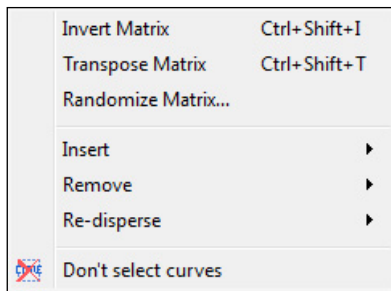 Invert Matrix Ctrl+Shift+I
Transpose Matrix Ctrl+Shift+T
Randomize Matrix...
Insert
Remove
Re-disperse
Don't select curves